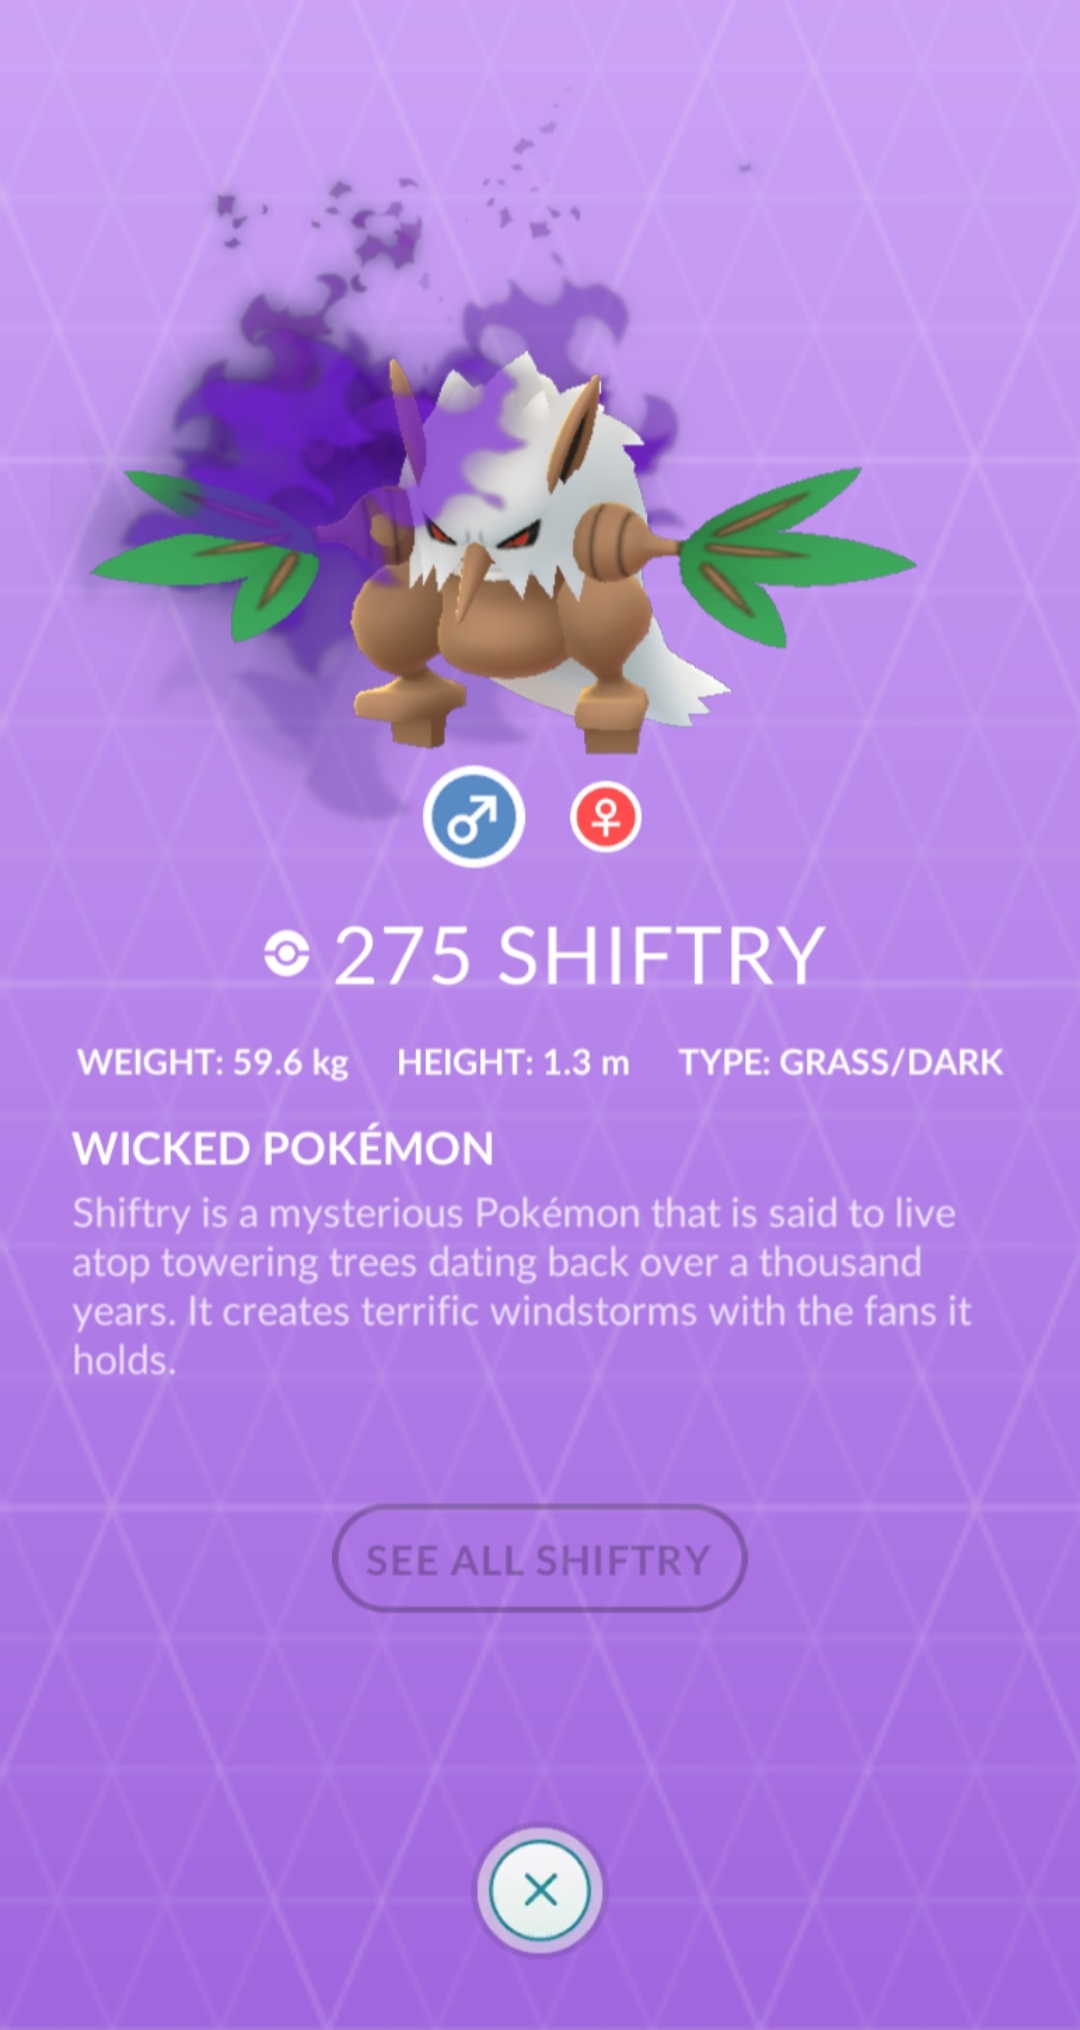 275 SHIFTRY
WEIGHT: 59.6 kg HEIGHT: 1.3 m TYPE: GRASS/DARK
WICKED POKÉMON
Shiftry is a mysterious Pokémon that is said to live
atop towering trees dating back over a thousand
years. It creates terrific windstorms with the fans it
holds.
SEE ALL SHIFTRY